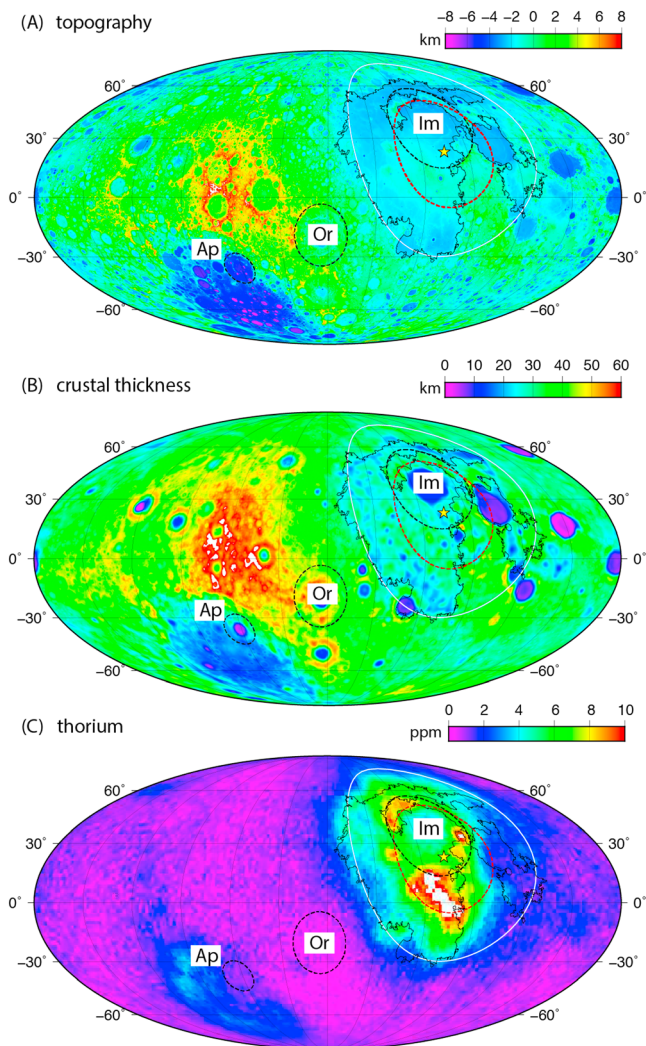 (A) topography
−8 −6 −4 −2 0 2 4 6 8
km
60˚
30˚ 30˚
Im
0˚ 0˚
Or
Ap
−30˚ −30˚
−60˚ −60˚
(B) crustal thickness
0 10 20 30 40 50 60
km
60˚ 60˚
30˚ 30˚
Im
0˚ 0˚
Or
Ap
−30˚ −30˚
−60˚ −60˚
(C) thorium
0 2 4 6 8 10
ppm
60˚ 60˚
30˚ 30˚
Im
0˚ 0˚
Or
Ap
−30˚ −30˚
−60˚ −60˚